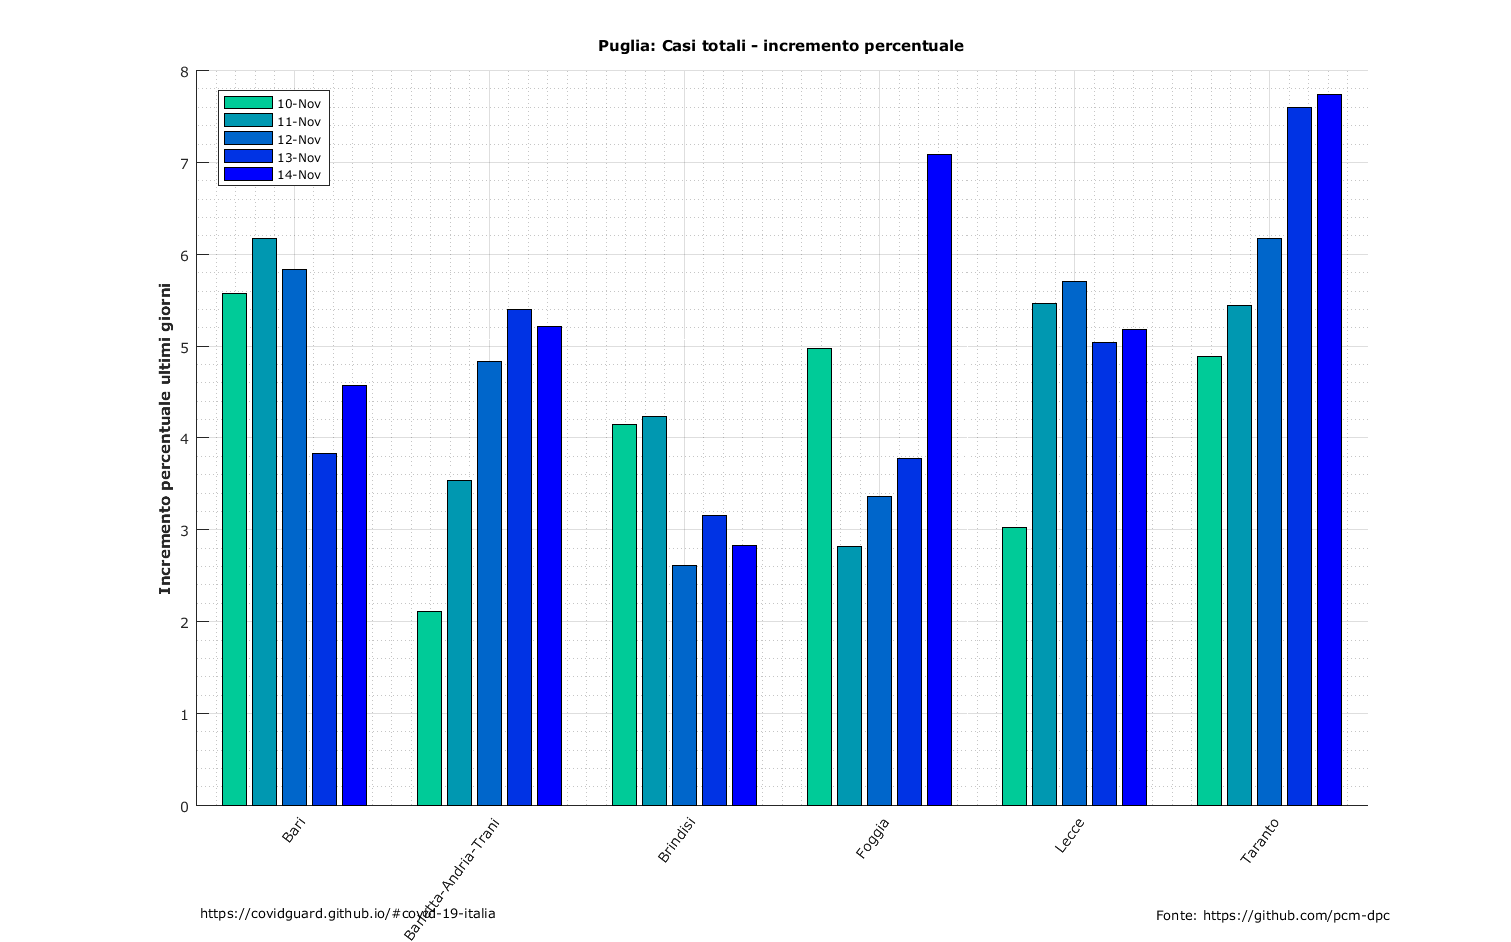 Puglia: Casi totali - incremento percentuale
8
7
6
5
4
3
2
1
0
Incremento percentuale ultimi giorni
10-Nov
11-Nov
12-Nov
13-Nov
14-Nov
Bari
Barletta-Andria-Trani
Brindisi
Foggia
Lecce
Taranto
https://covidguard.github.io/#covid-19-italia
Fonte: https://github.com/pcm-dpc